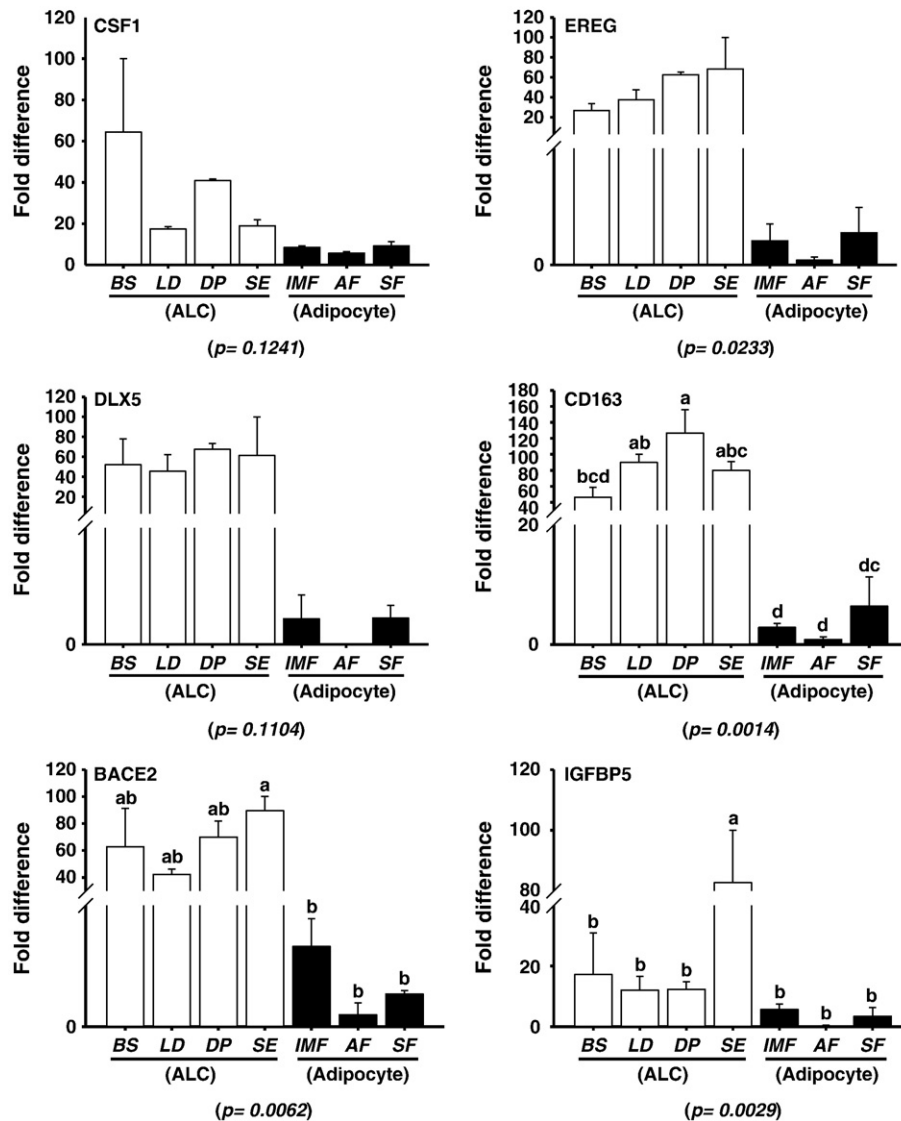 CSF1
Fold difference
120
100
80
60
40
20
0
BS LD DP SE IMF AF SF
(ALC) (Adipocyte)
(p= 0.1241)
EREG
Fold difference
120
100
80
60
40
20
0
BS LD DP SE IMF AF SF
(ALC) (Adipocyte)
(p= 0.0233)
DLX5
Fold difference
120
100
80
60
40
20
0
BS LD DP SE IMF AF SF
(ALC) (Adipocyte)
(p= 0.1104)
CD163
Fold difference
180
160
140
120
100
80
60
40
20
0
bcd ab a abc d d dc
BS LD DP SE IMF AF SF
(ALC) (Adipocyte)
(p= 0.0014)
BACE2
Fold difference
120
100
80
60
40
0
ab ab ab a b b b
BS LD DP SE IMF AF SF
(ALC) (Adipocyte)
(p= 0.0062)
IGFBP5
Fold difference
120
100
80
40
20
0
b b b a b b b
BS LD DP SE IMF AF SF
(ALC) (Adipocyte)
(p= 0.0029)